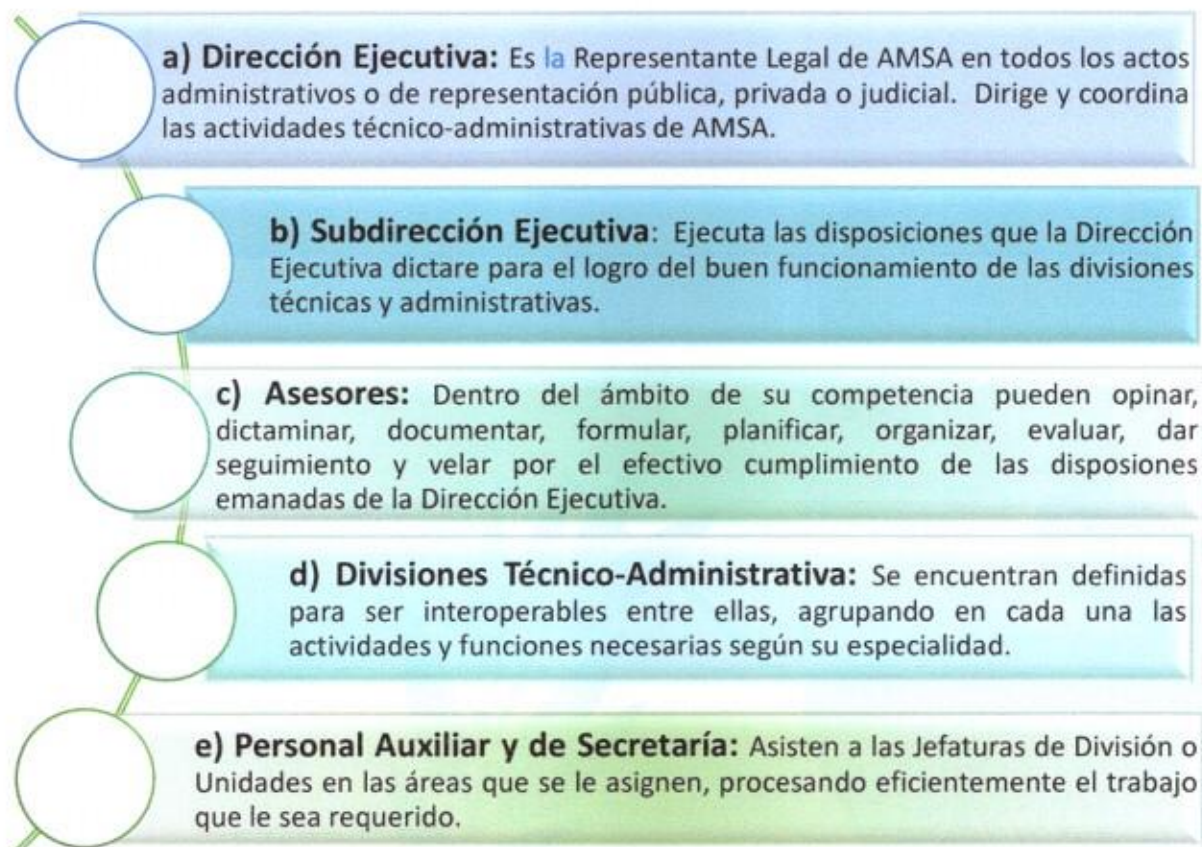 a) Dirección Ejecutiva: Es la Representante Legal de AMSA en todos los actos
administrativos o de representación pública, privada o judicial. Dirige y coordina
las actividades técnico-administrativas de AMSA.
b) Subdirección Ejecutiva: Ejecuta las disposiciones que la Dirección
Ejecutiva dictare para el logro del buen funcionamiento de las divisiones
técnicas y administrativas.
c) Asesores: Dentro del ámbito de su competencia pueden opinar,
dictaminar, documentar, formular, planificar, organizar, evaluar, dar
seguimiento y velar por el efectivo cumplimiento de las disposiones
emanadas de la Dirección Ejecutiva.
d) Divisiones Técnico-Administrativa: Se encuentran definidas
para ser interoperables entre ellas, agrupando en cada una las
actividades y funciones necesarias según su especialidad.
e) Personal Auxiliar y de Secretaría: Asisten a las Jefaturas de División o
Unidades en las áreas que se le asignen, procesando eficientemente el trabajo
que le sea requerido.